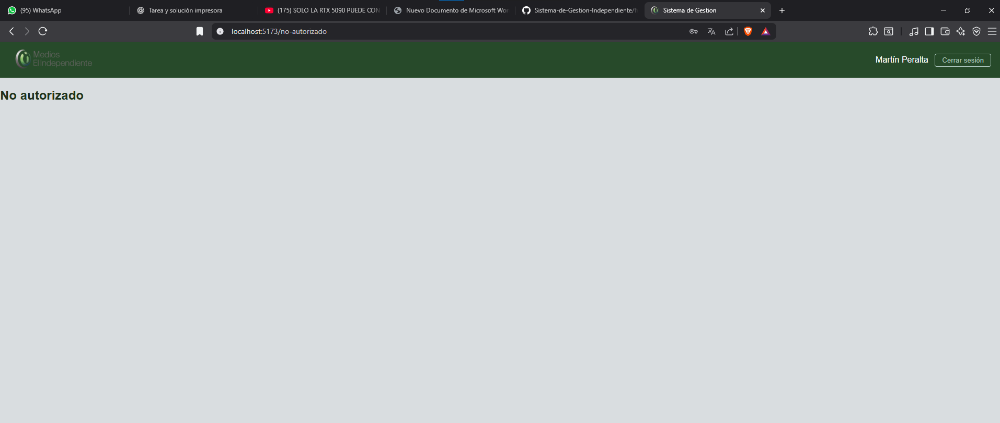 (95) WhatsApp
Tarea y solución impresora
(175) SOLO LA RTX 5090 PUEDE CON
Nuevo Documento de Microsoft Wor
Sistema-de-Gestion-Independiente/fr
Sistema de Gestion
localhost:5173/no-autorizado
Medios
El Independiente
Martín Peralta
Cerrar sesión
No autorizado